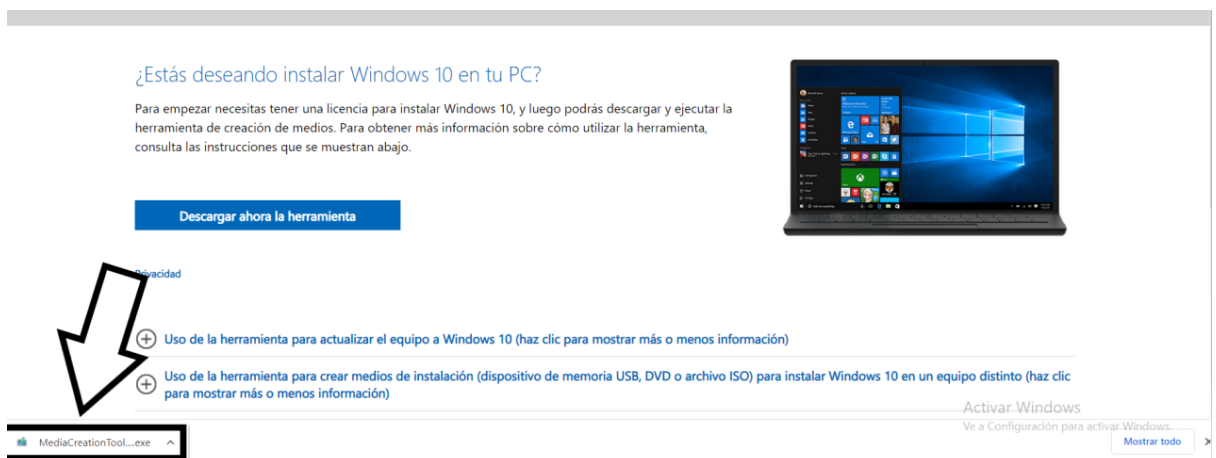 ¿Estás deseando instalar Windows 10 en tu PC?
Para empezar necesitas tener una licencia para instalar Windows 10, y luego podrás descargar y ejecutar la
herramienta de creación de medios. Para obtener más información sobre cómo utilizar la herramienta,
consulta las instrucciones que se muestran abajo.
Descargar ahora la herramienta
Privacidad
Uso de la herramienta para actualizar el equipo a Windows 10 (haz clic para mostrar más o menos información)
Uso de la herramienta para crear medios de instalación (dispositivo de memoria USB, DVD o archivo ISO) para instalar Windows 10 en un equipo distinto (haz clic
para mostrar más o menos información)
Activar Windows
Ve a Configuración para activar Windows.
MediaCreationTool....exe
Mostrar todo